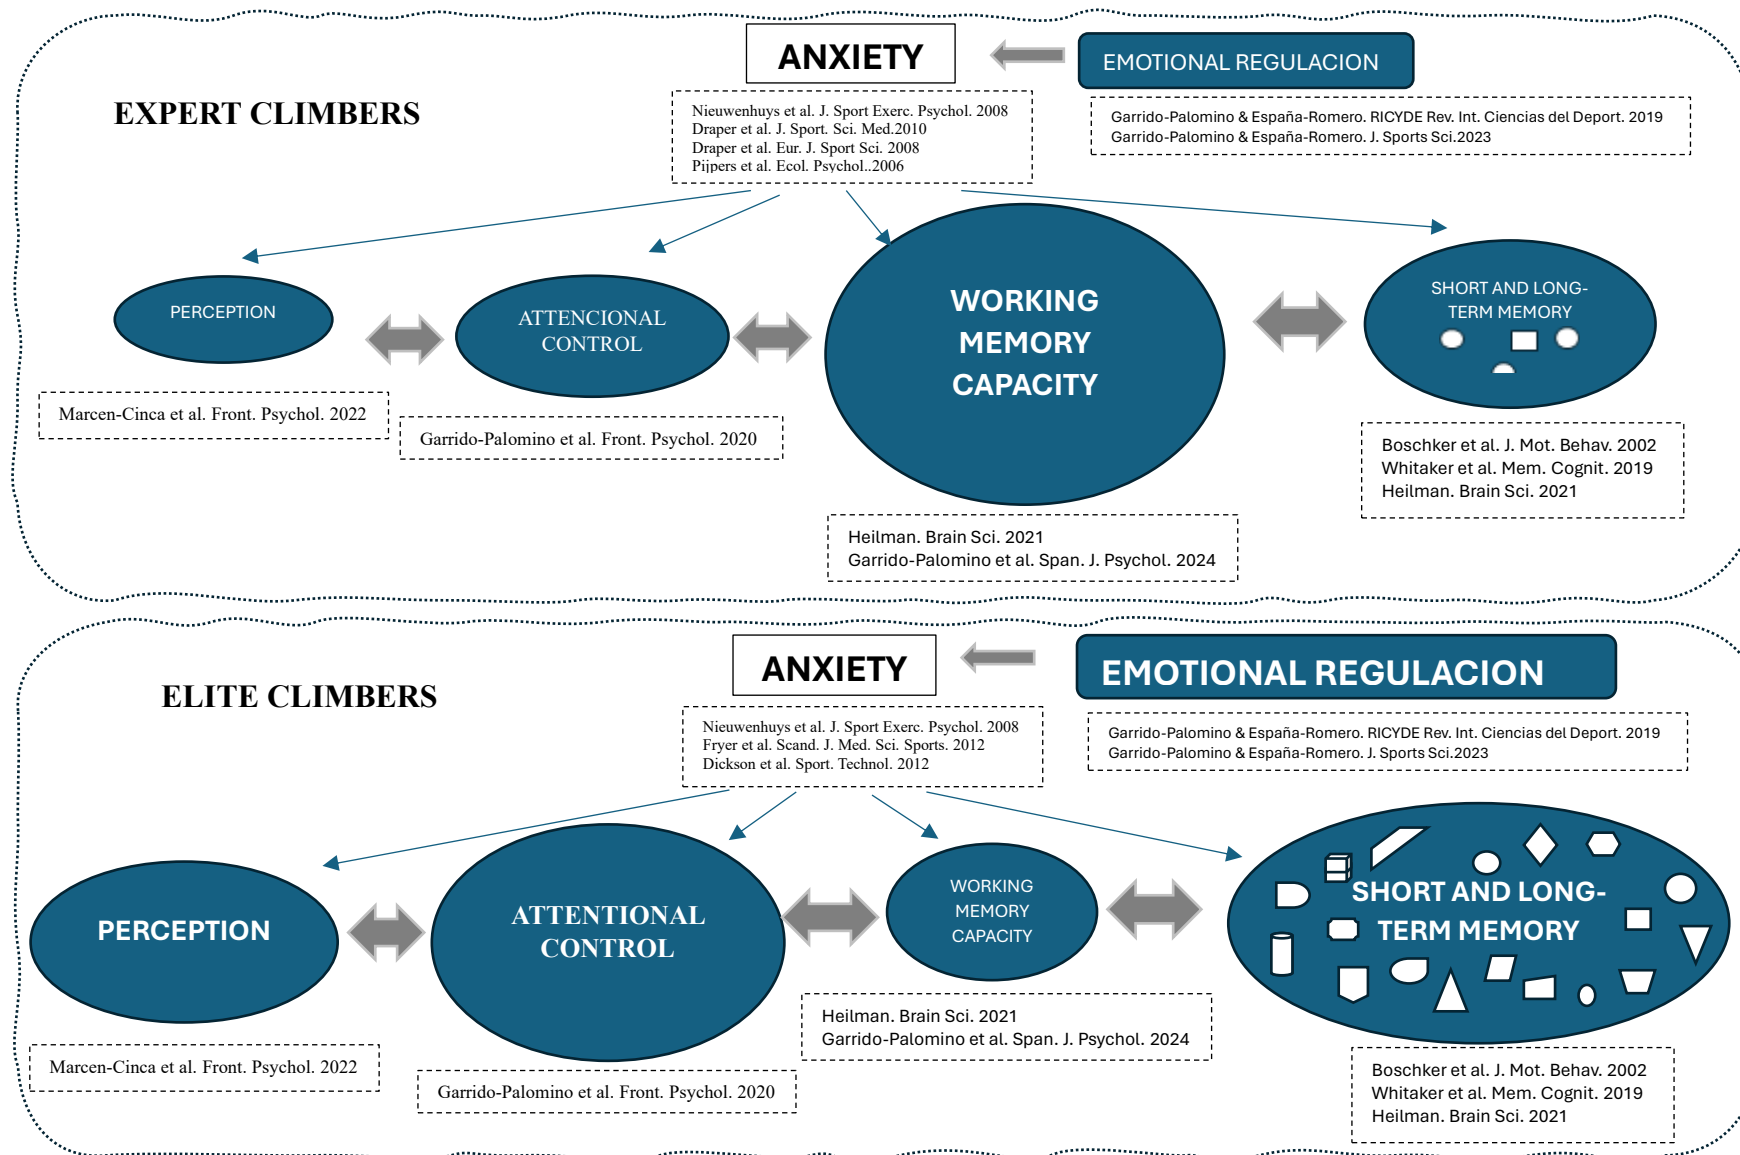 ANXIETY
EMOTIONAL REGULACION
EXPERT CLIMBERS
Nieuwenhuys et al. J. Sport Exerc. Psychol. 2008
Draper et al. J. Sport. Sci. Med.2010
Draper et al. Eur. J. Sport Sci. 2008
Pijpers et al. Ecol. Psychol..2006
Garrido-Palomino & España-Romero. RICYDE Rev. Int. Ciencias del Deport. 2019
Garrido-Palomino & España-Romero. J. Sports Sci.2023
PERCEPTION
ATTENCIONAL
CONTROL
WORKING
MEMORY
CAPACITY
SHORT AND LONG-
TERM MEMORY
Marcen-Cinca et al. Front. Psychol. 2022
Garrido-Palomino et al. Front. Psychol. 2020
Heilman. Brain Sci. 2021
Garrido-Palomino et al. Span. J. Psychol. 2024
Boschker et al. J. Mot. Behav. 2002
Whitaker et al. Mem. Cognit. 2019
Heilman. Brain Sci. 2021
ANXIETY
EMOTIONAL REGULACION
ELITE CLIMBERS
Nieuwenhuys et al. J. Sport Exerc. Psychol. 2008
Fryer et al. Scand. J. Med. Sci. Sports. 2012
Dickson et al. Sport. Technol. 2012
Garrido-Palomino & España-Romero. RICYDE Rev. Int. Ciencias del Deport. 2019
Garrido-Palomino & España-Romero. J. Sports Sci.2023
PERCEPTION
ATTENTIONAL
CONTROL
WORKING
MEMORY
CAPACITY
SHORT AND LONG-
TERM MEMORY
Marcen-Cinca et al. Front. Psychol. 2022
Garrido-Palomino et al. Front. Psychol. 2020
Heilman. Brain Sci. 2021
Garrido-Palomino et al. Span. J. Psychol. 2024
Boschker et al. J. Mot. Behav. 2002
Whitaker et al. Mem. Cognit. 2019
Heilman. Brain Sci. 2021